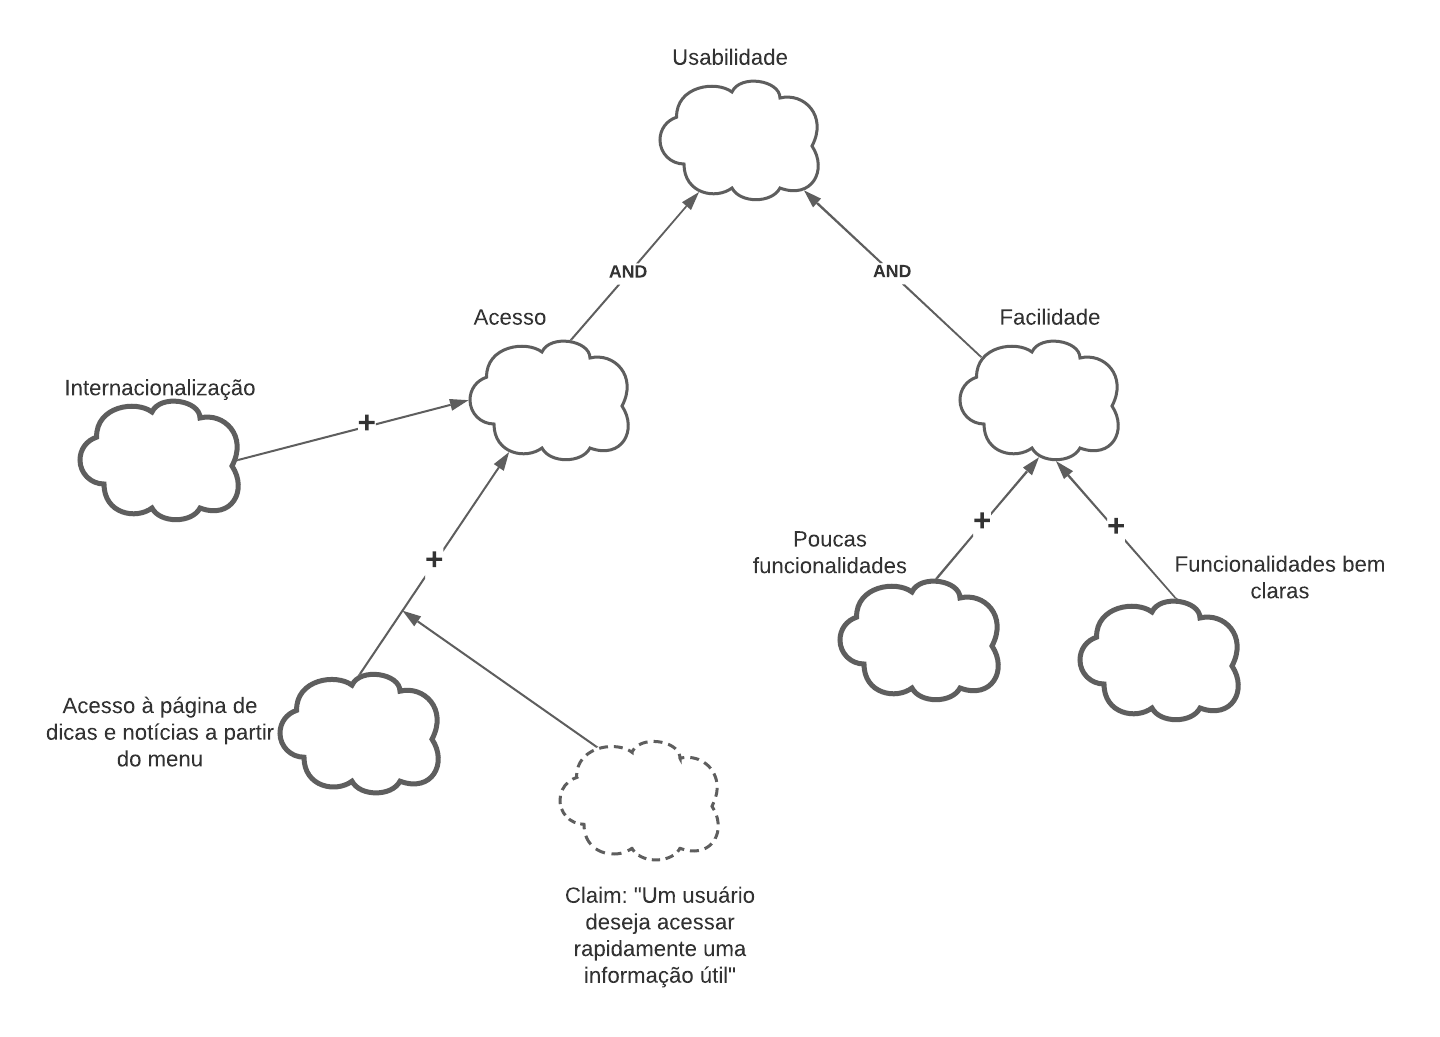 Usabilidade
AND
AND
Acesso
Facilidade
Internacionalização
+
+
+
+
Poucas
funcionalidades
Funcionalidades bem
claras
Acesso à página de
dicas e notícias a partir
do menu
Claim: "Um usuário
deseja acessar
rapidamente uma
informação útil"